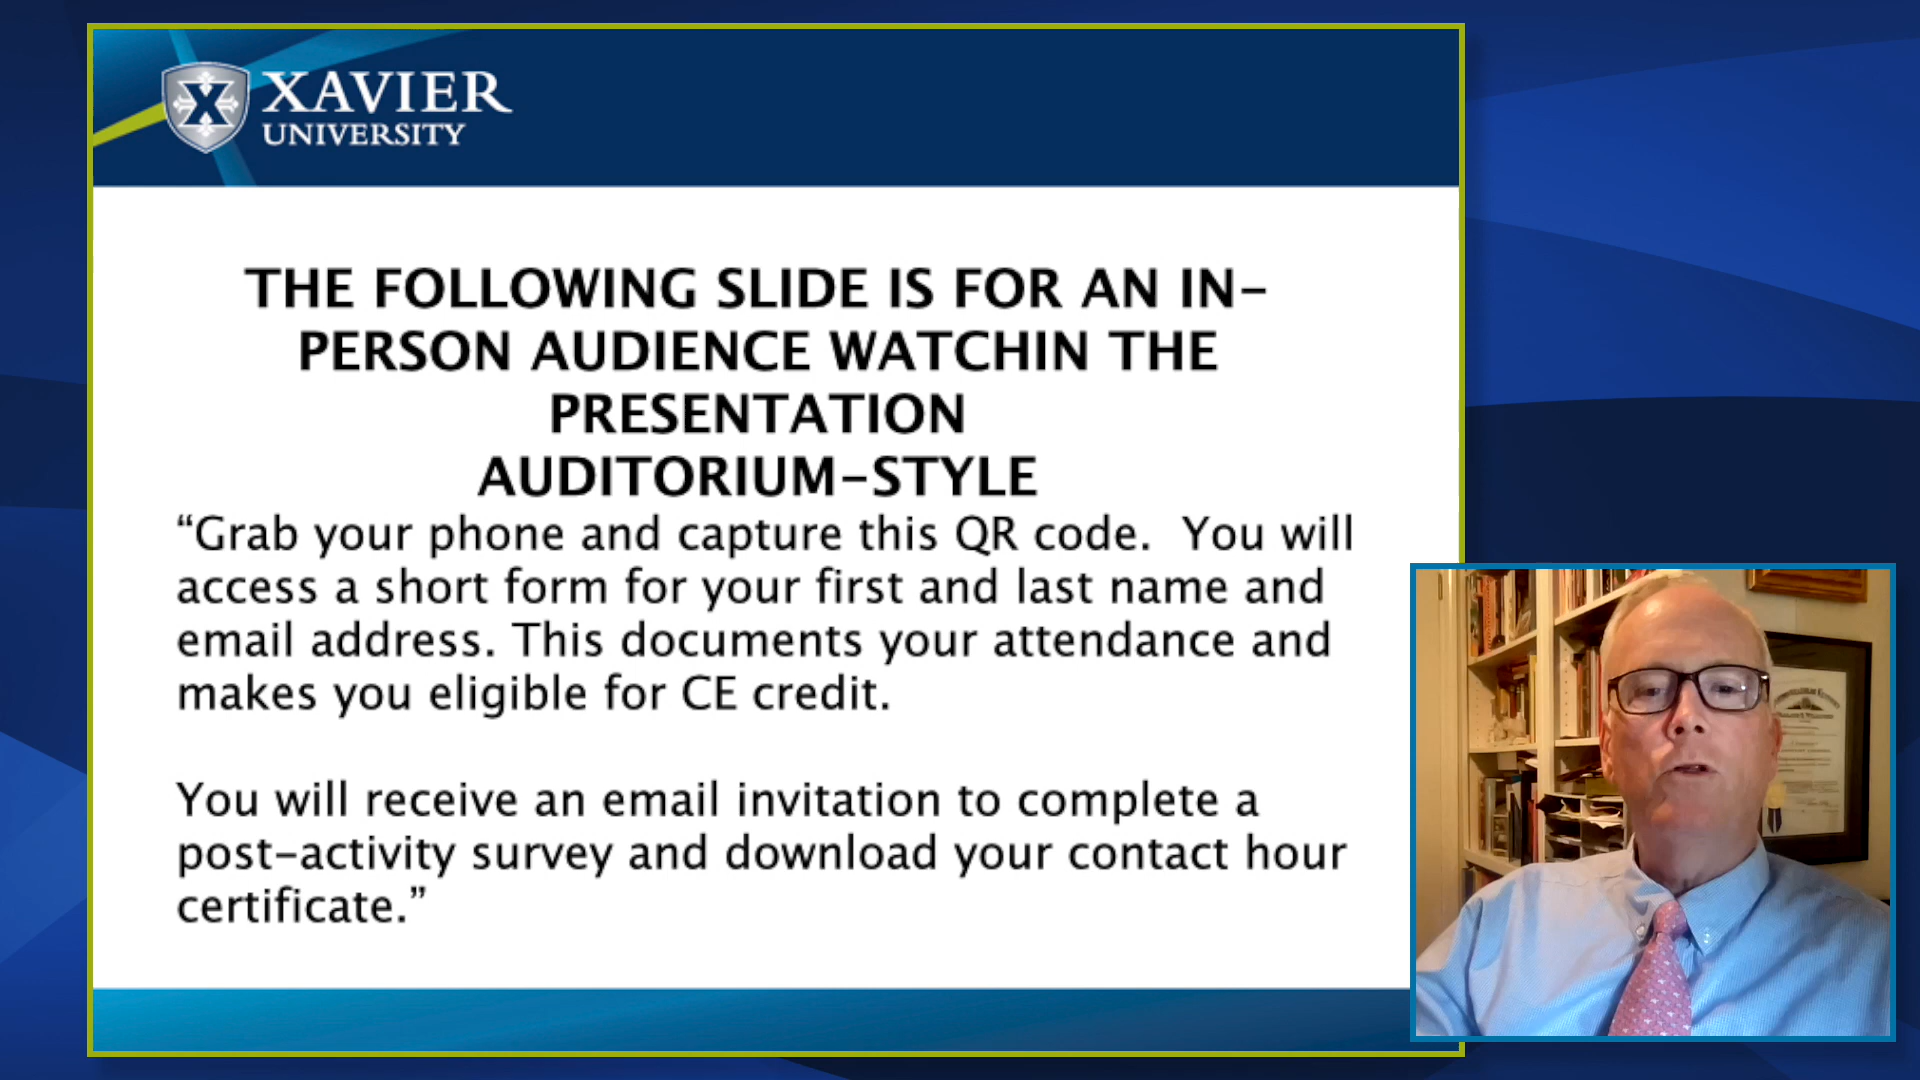 XAVIER
UNIVERSITY
THE FOLLOWING SLIDE IS FOR AN IN-
PERSON AUDIENCE WATCHIN THE
PRESENTATION
AUDITORIUM-STYLE
“Grab your phone and capture this QR code.  You will
access a short form for your first and last name and
email address. This documents your attendance and
makes you eligible for CE credit.
You will receive an email invitation to complete a
post-activity survey and download your contact hour
certificate.”